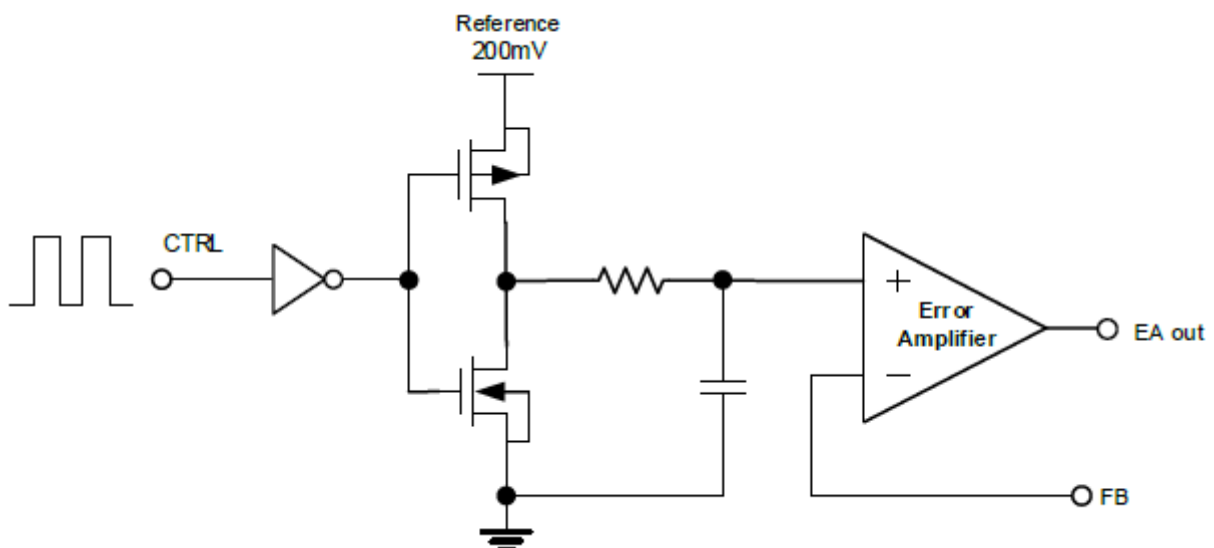 Reference
200mV
CTRL
+
Error
Amplifier
−
EA out
FB